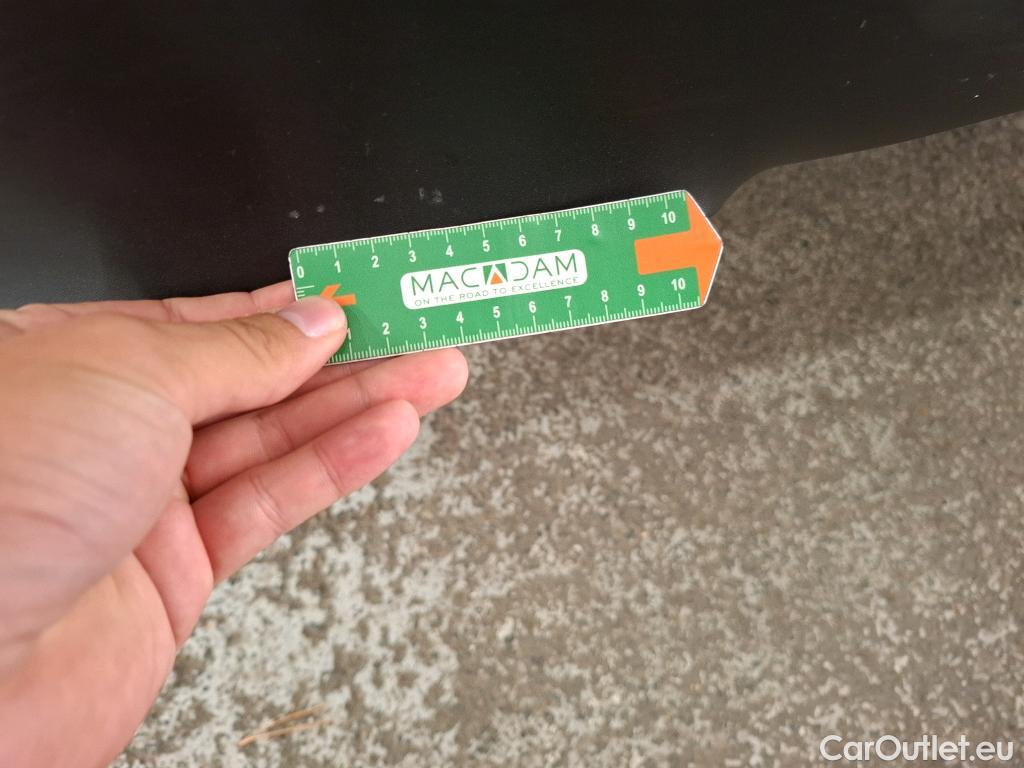 0 1 2 3 4 5 6 7 8 9 10
MACADAM
ON THE ROAD TO EXCELLENCE
1 2 3 4 5 6 7 8 9 10
CarOutlet.eu